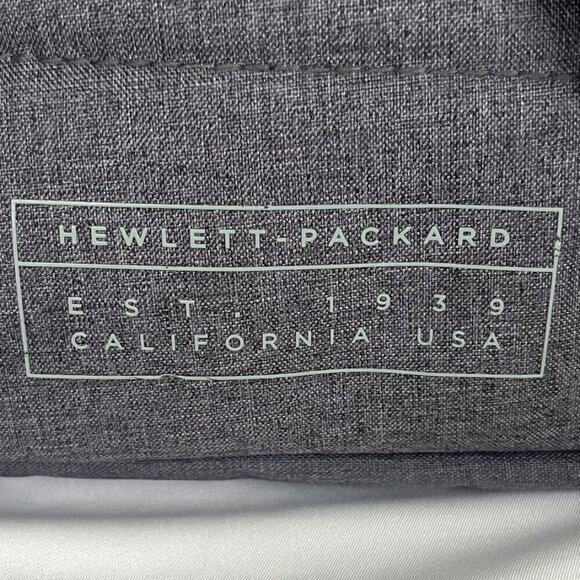 HEWLETT-PACKARD
EST. 1939
CALIFORNIA USA